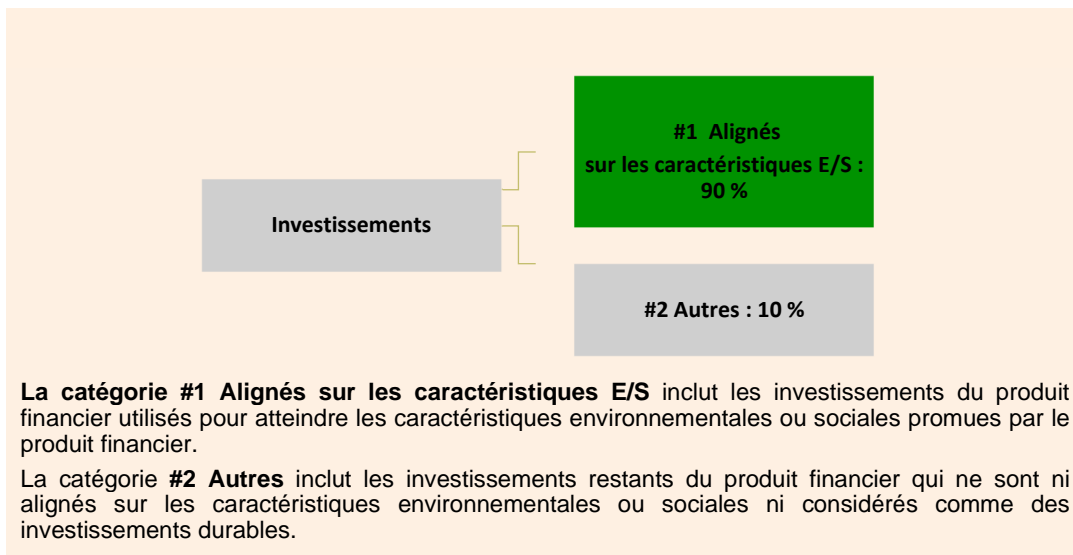 #1 Alignés
sur les caractéristiques E/S :
90 %
Investissements
#2 Autres : 10 %
La catégorie #1 Alignés sur les caractéristiques E/S inclut les investissements du produit
financier utilisés pour atteindre les caractéristiques environnementales ou sociales promues par le
produit financier.
La catégorie #2 Autres inclut les investissements restants du produit financier qui ne sont ni
alignés sur les caractéristiques environnementales ou sociales ni considérés comme des
investissements durables.